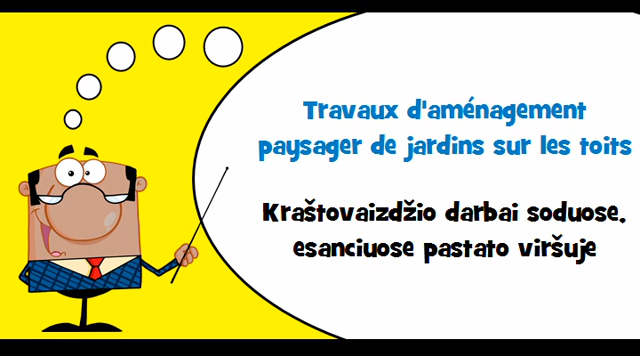 Travaux d'aménagement
paysager de jardins sur les toits
Kraštovaizdžio darbai soduose,
esanciuose pastato viršuje